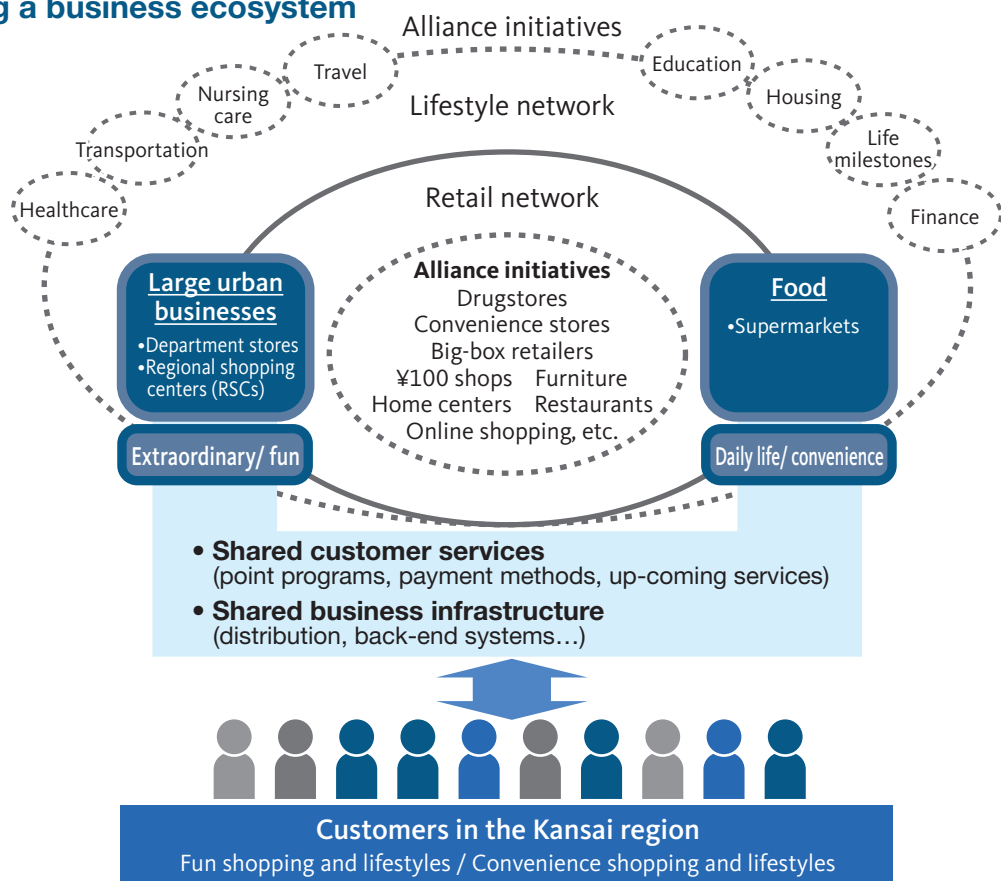 g a business ecosystem
Alliance initiatives
Travel
Education
Nursing
care
Housing
Lifestyle network
Transportation
Life
milestones
Healthcare
Retail network
Finance
Large urban
businesses
•Department stores
•Regional shopping
centers (RSCs)
Extraordinary/ fun
Alliance initiatives
Drugstores
Convenience stores
Big-box retailers
¥100 shops Furniture
Home centers Restaurants
Online shopping, etc.
Food
•Supermarkets
Daily life/ convenience
• Shared customer services
(point programs, payment methods, up-coming services)
• Shared business infrastructure
(distribution, back-end systems…)
Customers in the Kansai region
Fun shopping and lifestyles / Convenience shopping and lifestyles